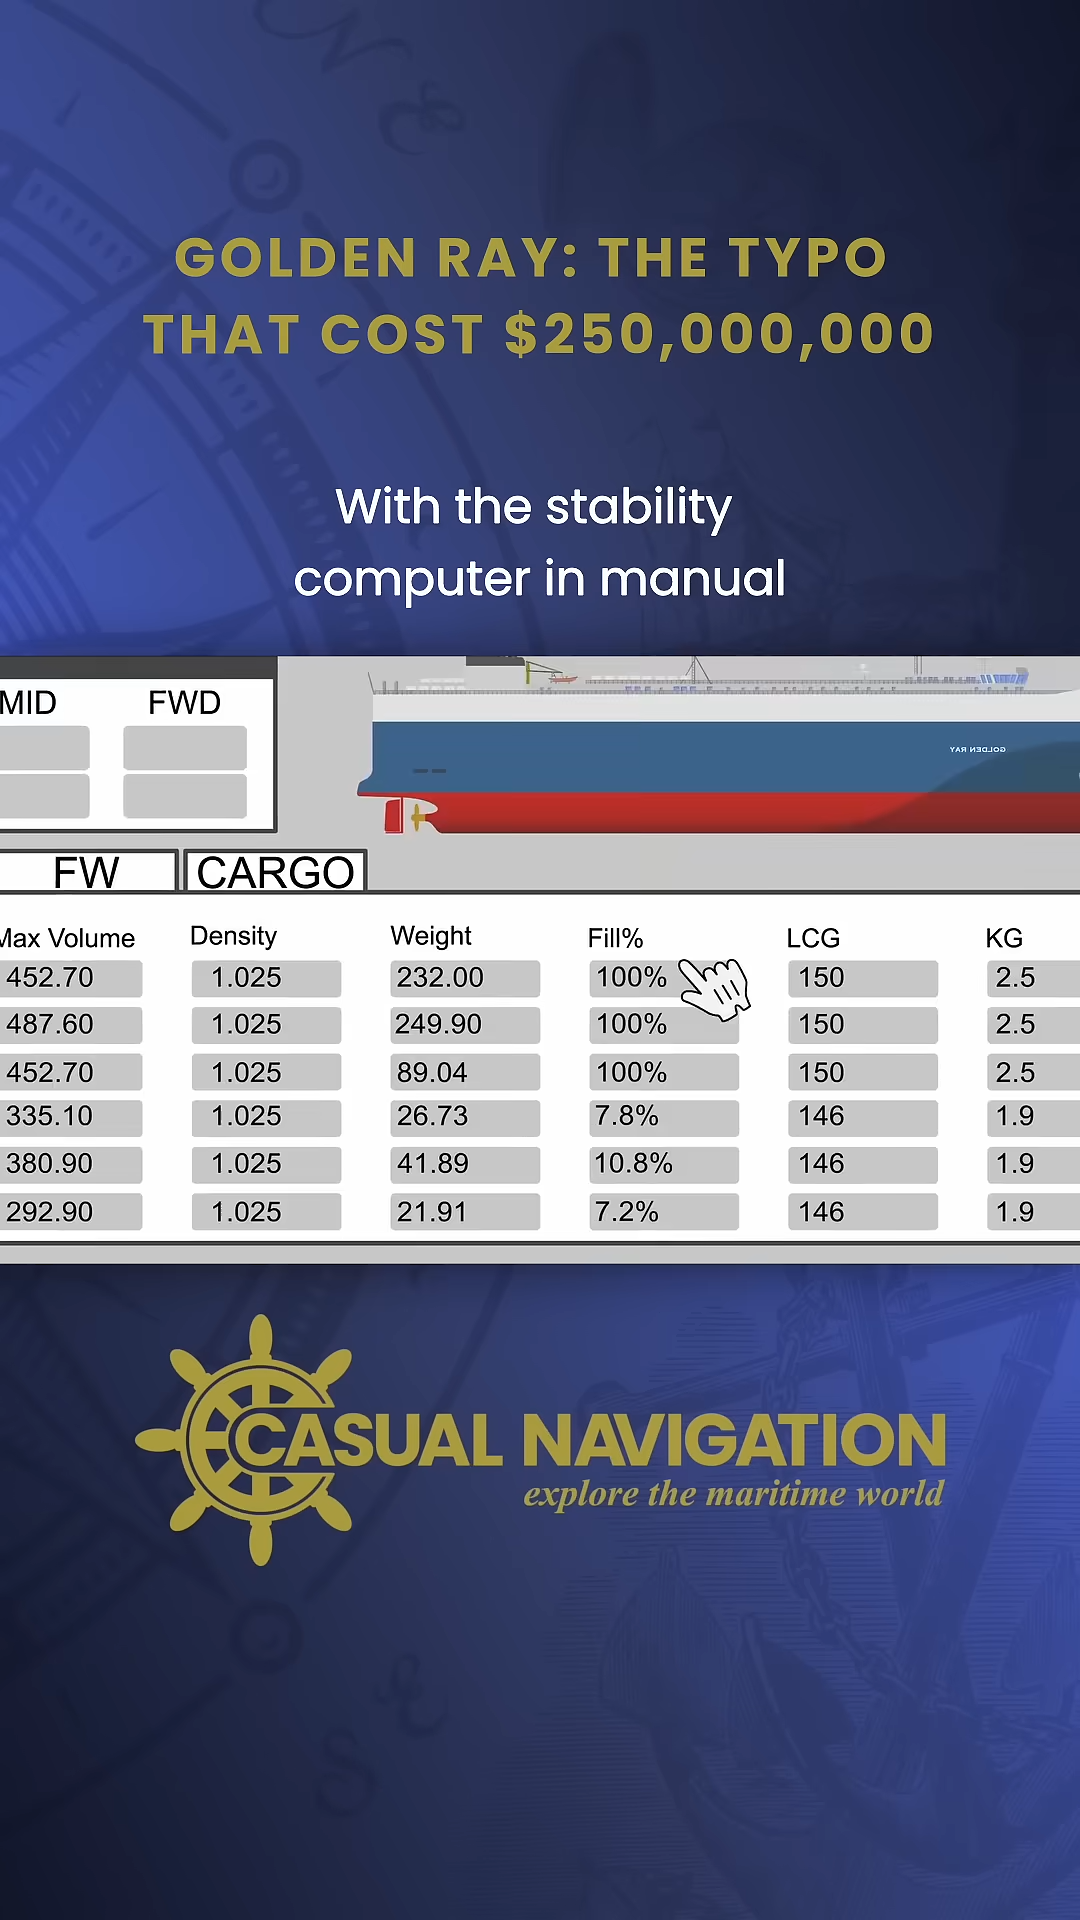 GOLDEN RAY: THE TYPO
THAT COST $250,000,000
With the stability
computer in manual
MID FWD
GOLDEN RAY
FW CARGO
Max Volume Density Weight Fill% LCG KG
452.70 1.025 232.00 100% 150 2.5
487.60 1.025 249.90 100% 150 2.5
452.70 1.025 89.04 100% 150 2.5
335.10 1.025 26.73 7.8% 146 1.9
380.90 1.025 41.89 10.8% 146 1.9
292.90 1.025 21.91 7.2% 146 1.9
CASUAL NAVIGATION
explore the maritime world
N
E
S
E